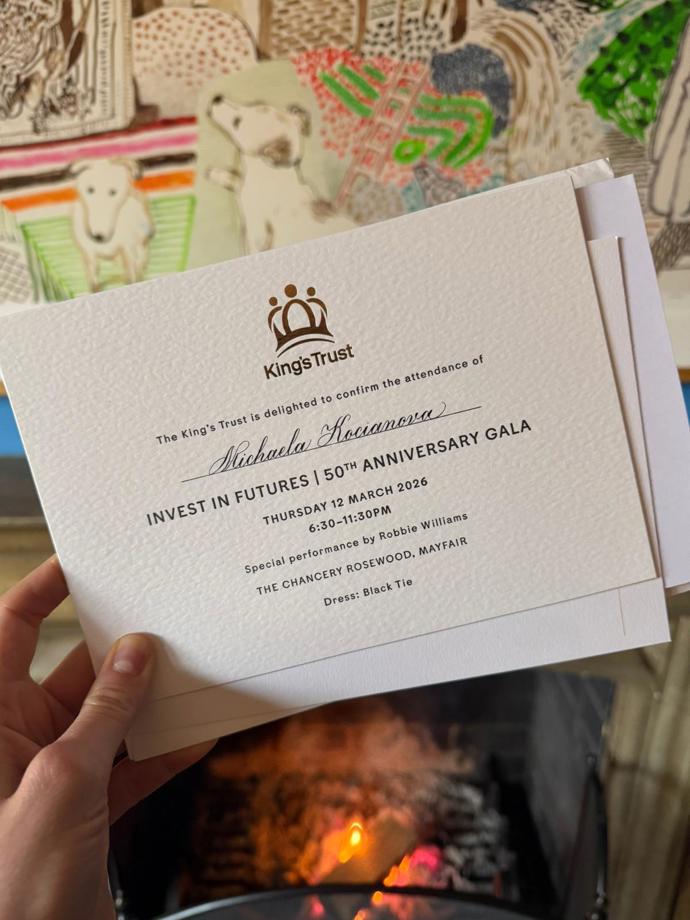 King's Trust
The King's Trust is delighted to confirm the attendance of
Michaela Kocianova
INVEST IN FUTURES | 50TH ANNIVERSARY GALA
THURSDAY 12 MARCH 2026
6:30–11:30PM
Special performance by Robbie Williams
THE CHANCERY ROSEWOOD, MAYFAIR
Dress: Black Tie